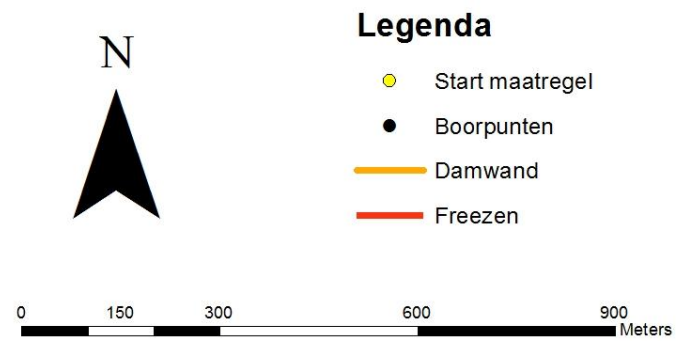 N
Legenda
Start maatregel
Boorpunten
Damwand
Freezen
0 150 300 600 900
Meters